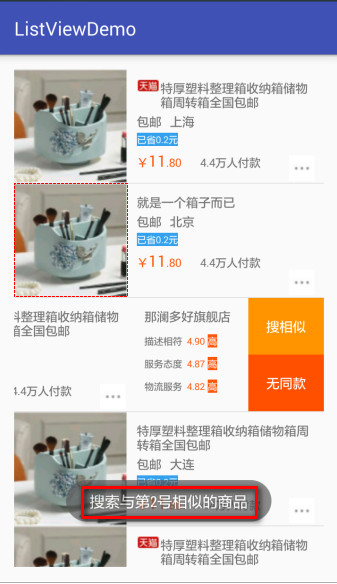 ListViewDemo
天猫 特厚塑料整理箱收纳箱储物
箱周转箱全国包邮
包邮 上海
已省0.2元
¥11.80 4.4万人付款
就是一个箱子而已
包邮 北京
已省0.2元
¥11.80 4.4万人付款
料整理箱收纳箱储物
箱全国包邮
4.4万人付款
那澜多好旗舰店
描述相符 4.90 高
服务态度 4.87 高
物流服务 4.82 高
搜相似
无同款
特厚塑料整理箱收纳箱储物箱周
转箱全国包邮
包邮 大连
搜索与第2号相似的商品
天猫 特厚塑料整理箱收纳箱储物
箱周转箱全国包邮